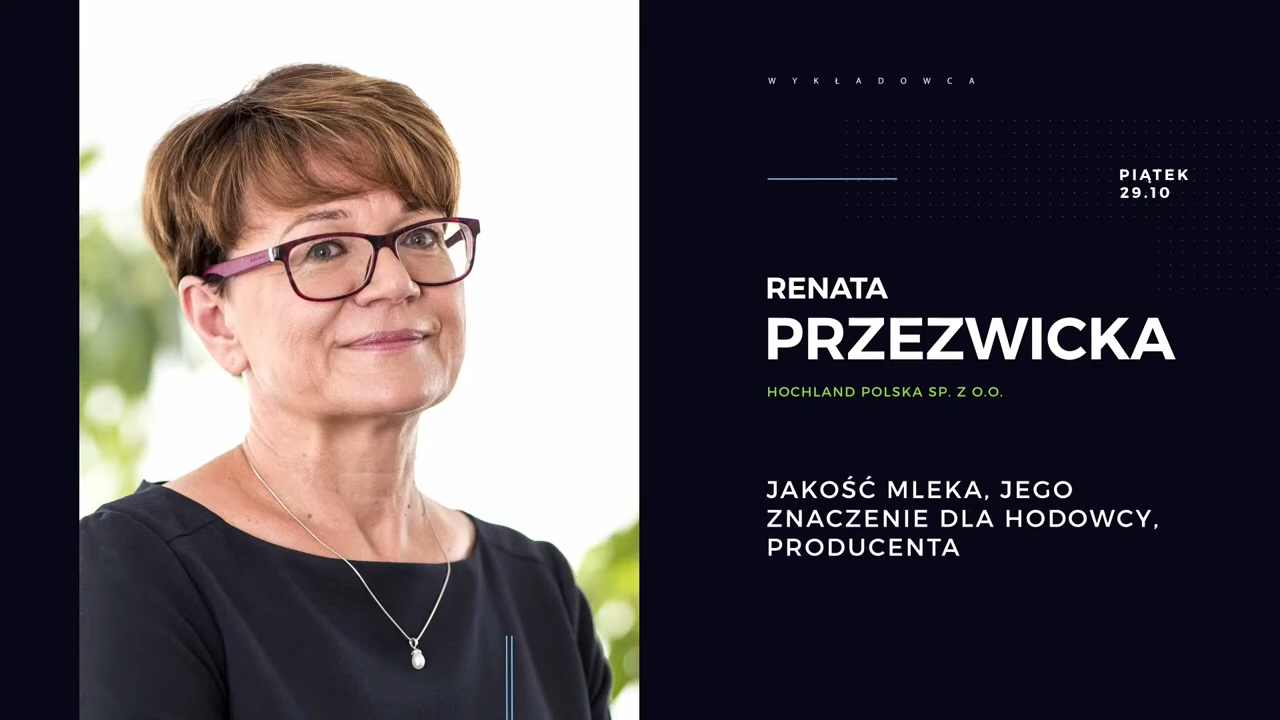 WYKŁADOWCA
PIĄTEK
29.10
RENATA
PRZEZWICKA
HOCHLAND POLSKA SP. Z O.O.
JAKOŚĆ MLEKA, JEGO
ZNACZENIE DLA HODOWCY,
PRODUCENTA